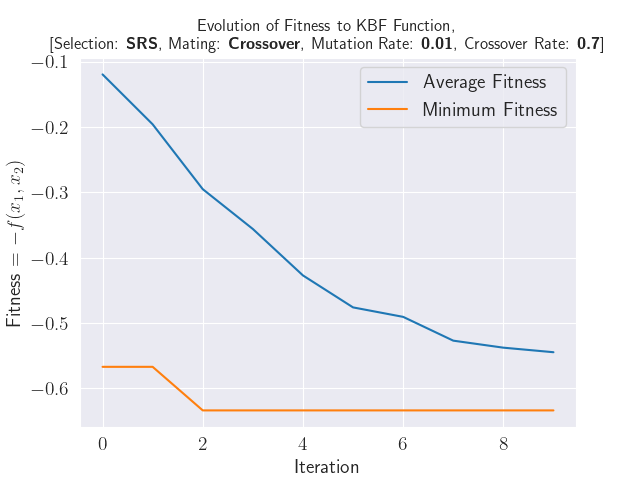 Evolution of Fitness to KBF Function,
[Selection: SRS, Mating: Crossover, Mutation Rate: 0.01, Crossover Rate: 0.7]
−0.1
−0.2
−0.3
−0.4
−0.5
−0.6
Fitness = −f(x₁, x₂)
Average Fitness
Minimum Fitness
0 2 4 6 8
Iteration